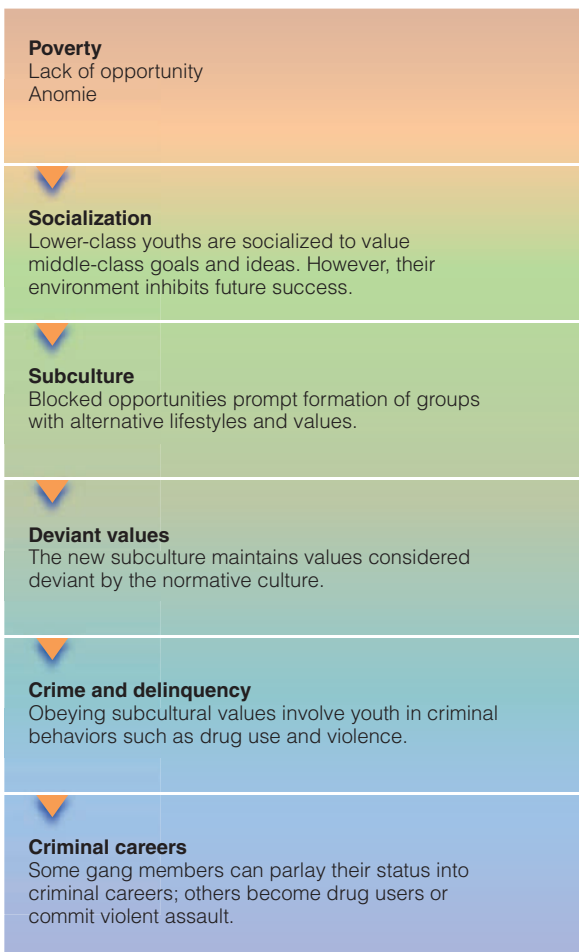 Poverty
Lack of opportunity
Anomie
Socialization
Lower-class youths are socialized to value
middle-class goals and ideas. However, their
environment inhibits future success.
Subculture
Blocked opportunities prompt formation of groups
with alternative lifestyles and values.
Deviant values
The new subculture maintains values considered
deviant by the normative culture.
Crime and delinquency
Obeying subcultural values involve youth in criminal
behaviors such as drug use and violence.
Criminal careers
Some gang members can parlay their status into
criminal careers; others become drug users or
commit violent assault.